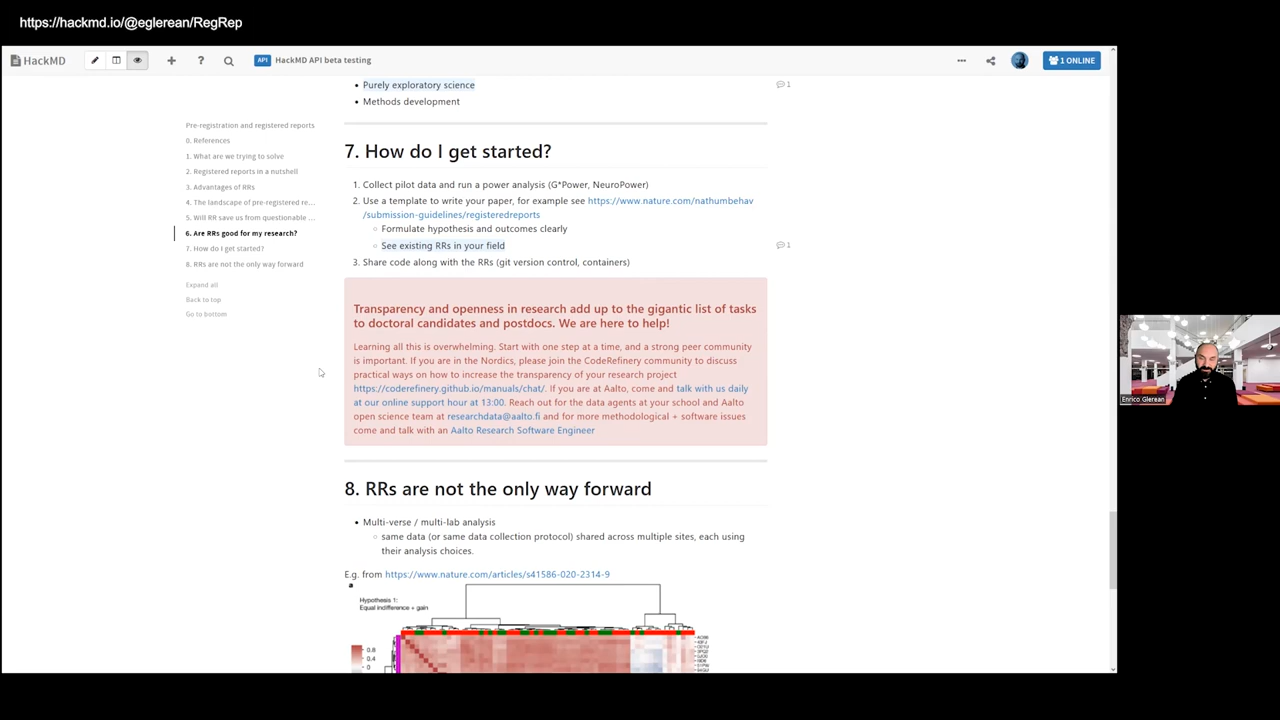 https://hackmd.io/@eglerean/RegRep
HackMD
API HackMD API beta testing
1 ONLINE
Purely exploratory science
1
Methods development
Pre-registration and registered reports
0. References
1. What are we trying to solve
2. Registered reports in a nutshell
3. Advantages of RRs
4. The landscape of pre-registered re...
5. Will RR save us from questionable ...
6. Are RRs good for my research?
7. How do I get started?
8. RRs are not the only way forward
Expand all
Back to top
Go to bottom
7. How do I get started?
1. Collect pilot data and run a power analysis (G*Power, NeuroPower)
2. Use a template to write your paper, for example see https://www.nature.com/nathumbehav
/submission-guidelines/registeredreports
Formulate hypothesis and outcomes clearly
See existing RRs in your field
1
3. Share code along with the RRs (git version control, containers)
Transparency and openness in research add up to the gigantic list of tasks
to doctoral candidates and postdocs. We are here to help!
Learning all this is overwhelming. Start with one step at a time, and a strong peer community
is important. If you are in the Nordics, please join the CodeRefinery community to discuss
practical ways on how to increase the transparency of your research project
https://coderefinery.github.io/manuals/chat/. If you are at Aalto, come and talk with us daily
at our online support hour at 13:00. Reach out for the data agents at your school and Aalto
open science team at researchdata@aalto.fi and for more methodological + software issues
come and talk with an Aalto Research Software Engineer
8. RRs are not the only way forward
Multi-verse / multi-lab analysis
same data (or same data collection protocol) shared across multiple sites, each using
their analysis choices.
E.g. from https://www.nature.com/articles/s41586-020-2314-9
a
Hypothesis 1:
Equal indifference + gain
0.8
0.4
0
Enrico Glerean